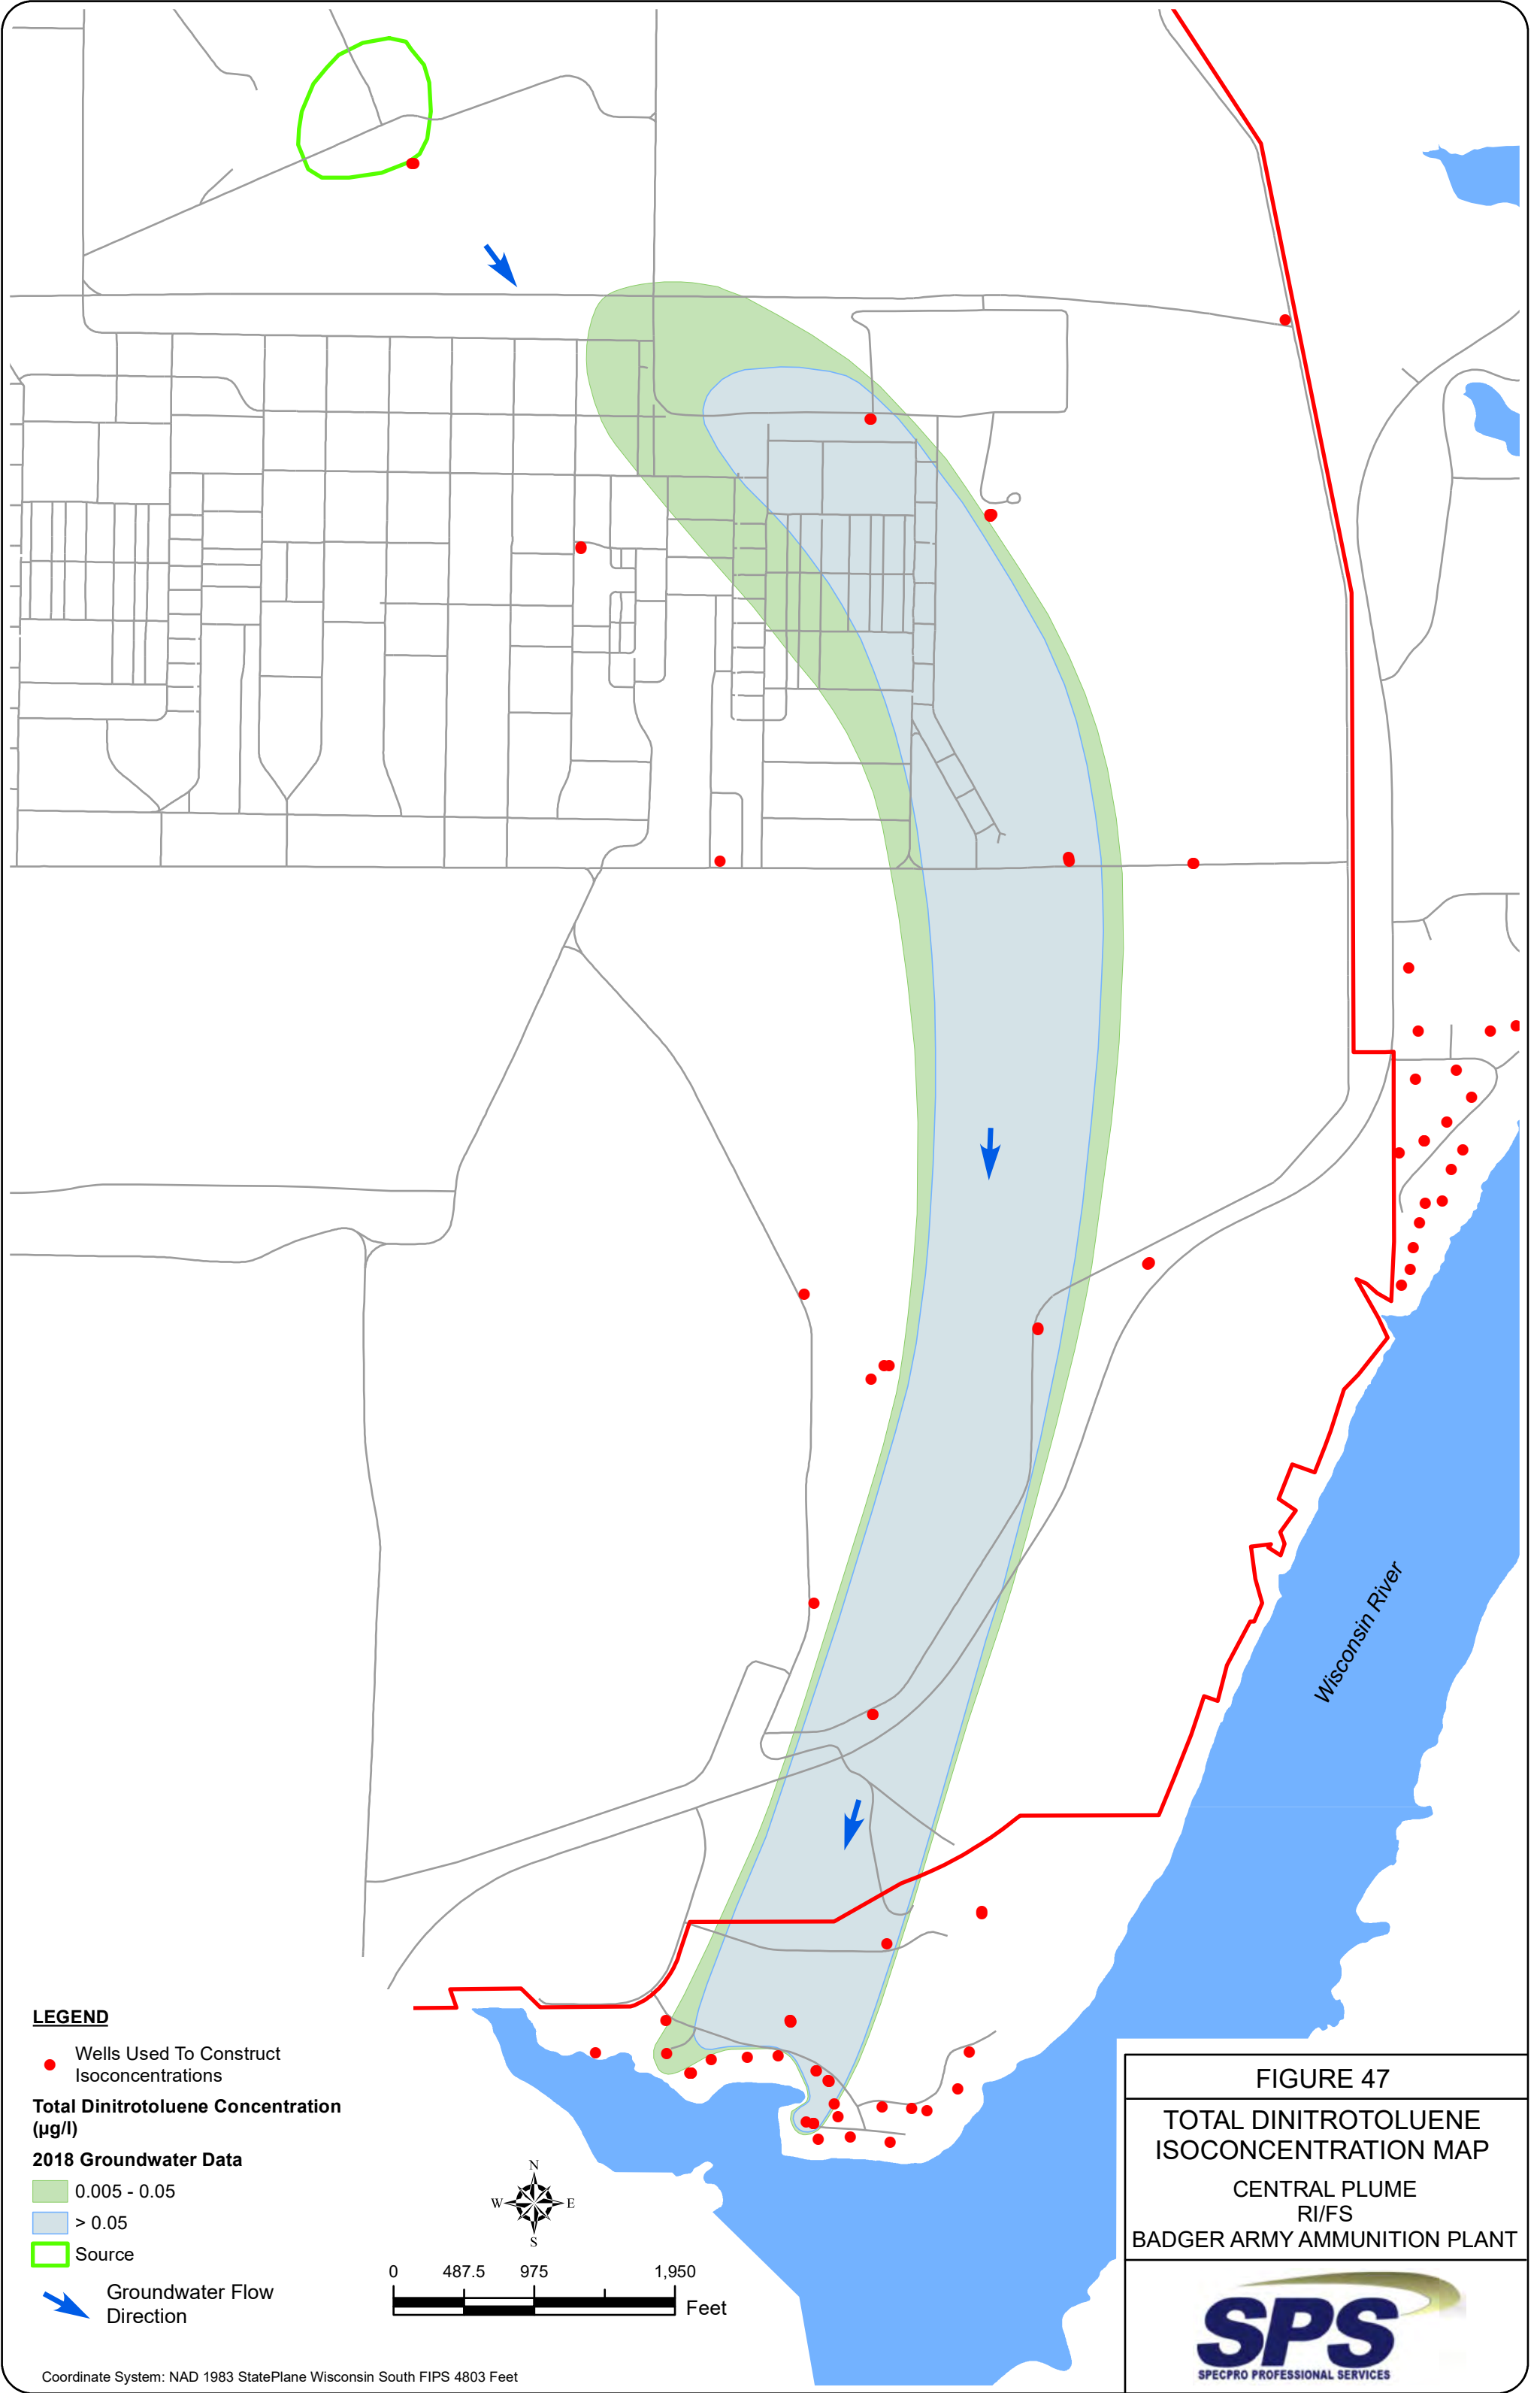 Wisconsin River
LEGEND
Wells Used To Construct
Isoconcentrations
Total Dinitrotoluene Concentration
(µg/l)
2018 Groundwater Data
0.005 - 0.05
> 0.05
Source
Groundwater Flow
Direction
N
W E
S
0 487.5 975 1,950
Feet
Coordinate System: NAD 1983 StatePlane Wisconsin South FIPS 4803 Feet
FIGURE 47
TOTAL DINITROTOLUENE
ISOCONCENTRATION MAP
CENTRAL PLUME
RI/FS
BADGER ARMY AMMUNITION PLANT
SPS
SPECPRO PROFESSIONAL SERVICES